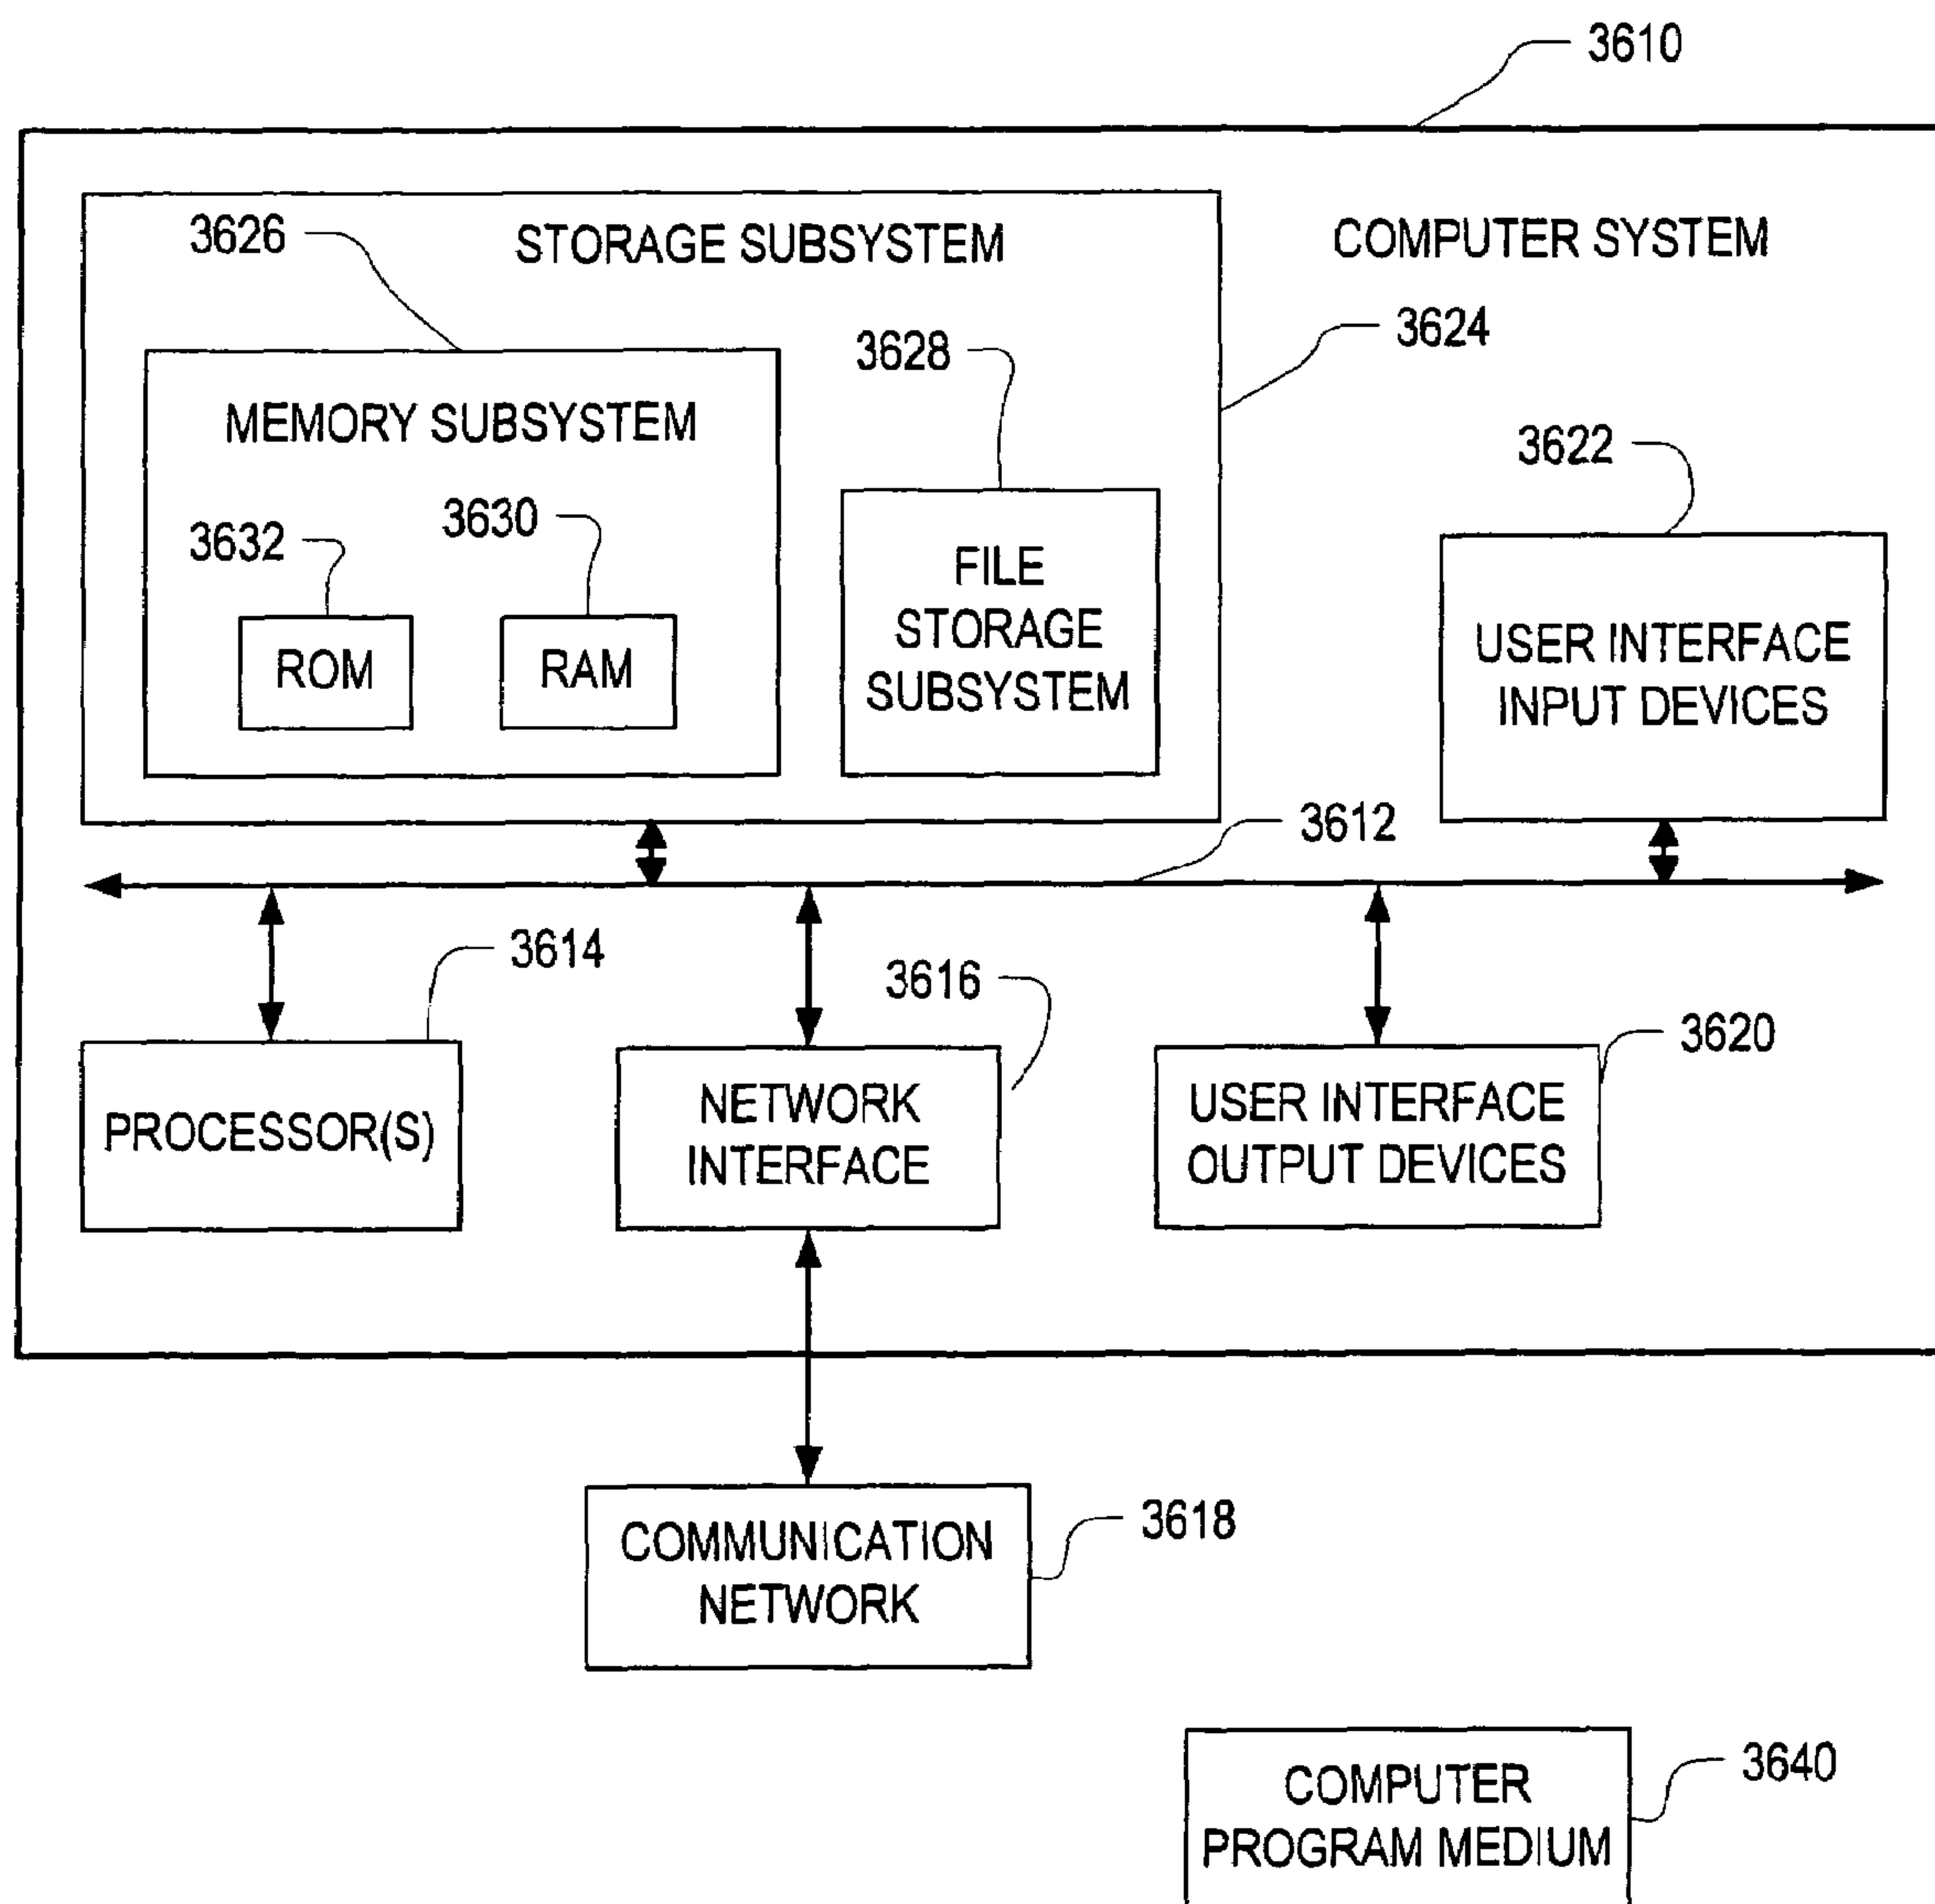 3610
3626
STORAGE SUBSYSTEM
COMPUTER SYSTEM
3624
3628
MEMORY SUBSYSTEM
3622
3632
3630
FILE
STORAGE
SUBSYSTEM
USER INTERFACE
INPUT DEVICES
ROM
RAM
3612
3614
3616
3620
PROCESSOR(S)
NETWORK
INTERFACE
USER INTERFACE
OUTPUT DEVICES
COMMUNICATION
NETWORK
3618
3640
COMPUTER
PROGRAM MEDIUM